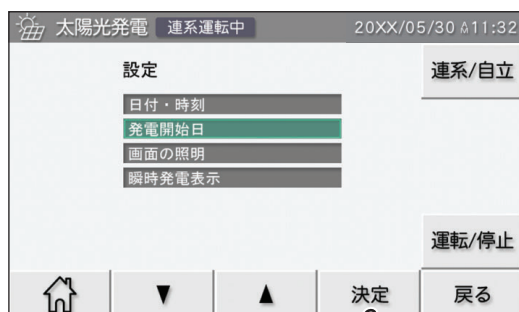 太陽光発電 連系運転中 20XX/05/30 11:32
設定
連系/自立
日付・時刻
発電開始日
画面の照明
瞬時発電表示
運転/停止
▼ ▲ 決定 戻る